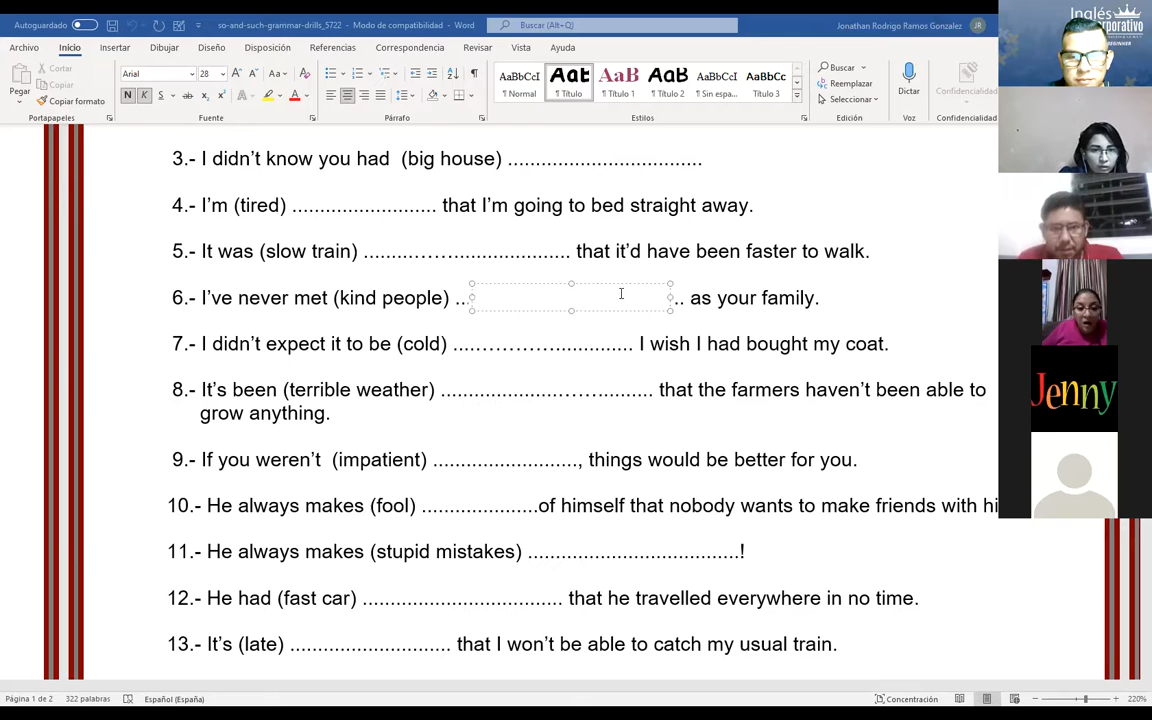 Autoguardado
so-and-such-grammar-drills_5722 - Modo de compatibilidad - Word
Buscar (Alt+Q)
Jonathan Rodrigo Ramos Gonzalez
JR
Archivo Inicio Insertar Dibujar Diseño Disposición Referencias Correspondencia Revisar Vista Ayuda
Pegar
Cortar
Copiar
Copiar formato
Arial 28
N K S
AaBbCcI Normal
AaB Título
AaB Título 1
AaB Título 2
AaBbCcI Sin espa...
AaBbCc Título 3
Buscar
Reemplazar
Seleccionar
Dictar
Confidencialidad
Portapapeles Fuente Párrafo Estilos Edición Voz Confidencialidad
3.- I didn't know you had (big house) .................................
4.- I'm (tired) .......................... that I'm going to bed straight away.
5.- It was (slow train) ..................................... that it'd have been faster to walk.
6.- I've never met (kind people) .. .. as your family.
7.- I didn't expect it to be (cold) ................................ I wish I had bought my coat.
8.- It's been (terrible weather) ...................................... that the farmers haven't been able to
grow anything.
9.- If you weren't (impatient) .........................., things would be better for you.
10.- He always makes (fool) .....................of himself that nobody wants to make friends with hi
11.- He always makes (stupid mistakes) ......................................!
12.- He had (fast car) .................................... that he travelled everywhere in no time.
13.- It's (late) ............................. that I won't be able to catch my usual train.
Inglés
Jenny
Página 1 de 2 322 palabras Español (España) Concentración 220%